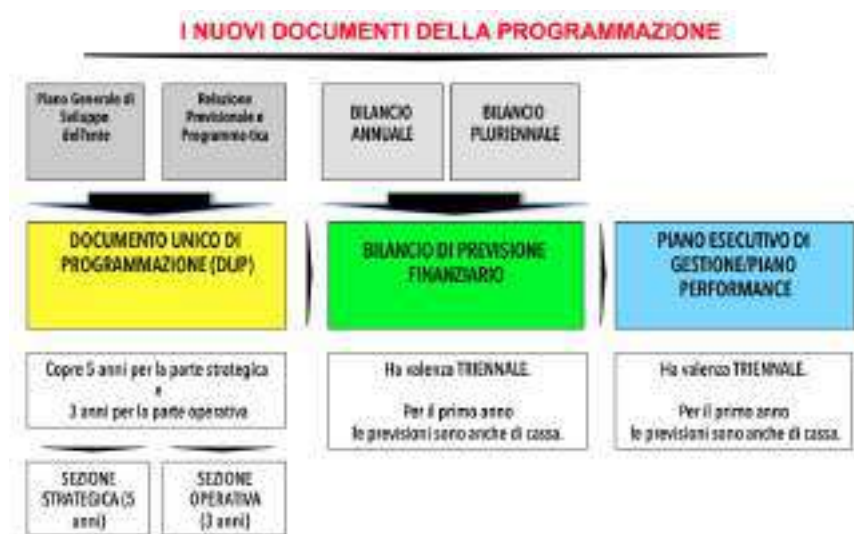 I NUOVI DOCUMENTI DELLA PROGRAMMAZIONE
Piano Generale di
Sviluppo
dell'ente
Relazione
Previsionale e
Programmo-tica
BILANCIO
ANNUALE
BILANCIO
PLURIENNALE
DOCUMENTO UNICO DI
PROGRAMMAZIONE (DUP)
BILANCIO DI PREVISIONE
FINANZIARIO
PIANO ESECUTIVO DI
GESTIONE/PIANO
PERFORMANCE
Copre 5 anni per la parte strategica
e
3 anni per la parte operativa
Ha valenza TRIENNALE.
Per il primo anno
le previsioni sono anche di cassa.
Ha valenza TRIENNALE.
Per il primo anno
le previsioni sono anche di cassa.
SEZIONE
STRATEGICA (5
anni)
SEZIONE
OPERATIVA
(3 anni)